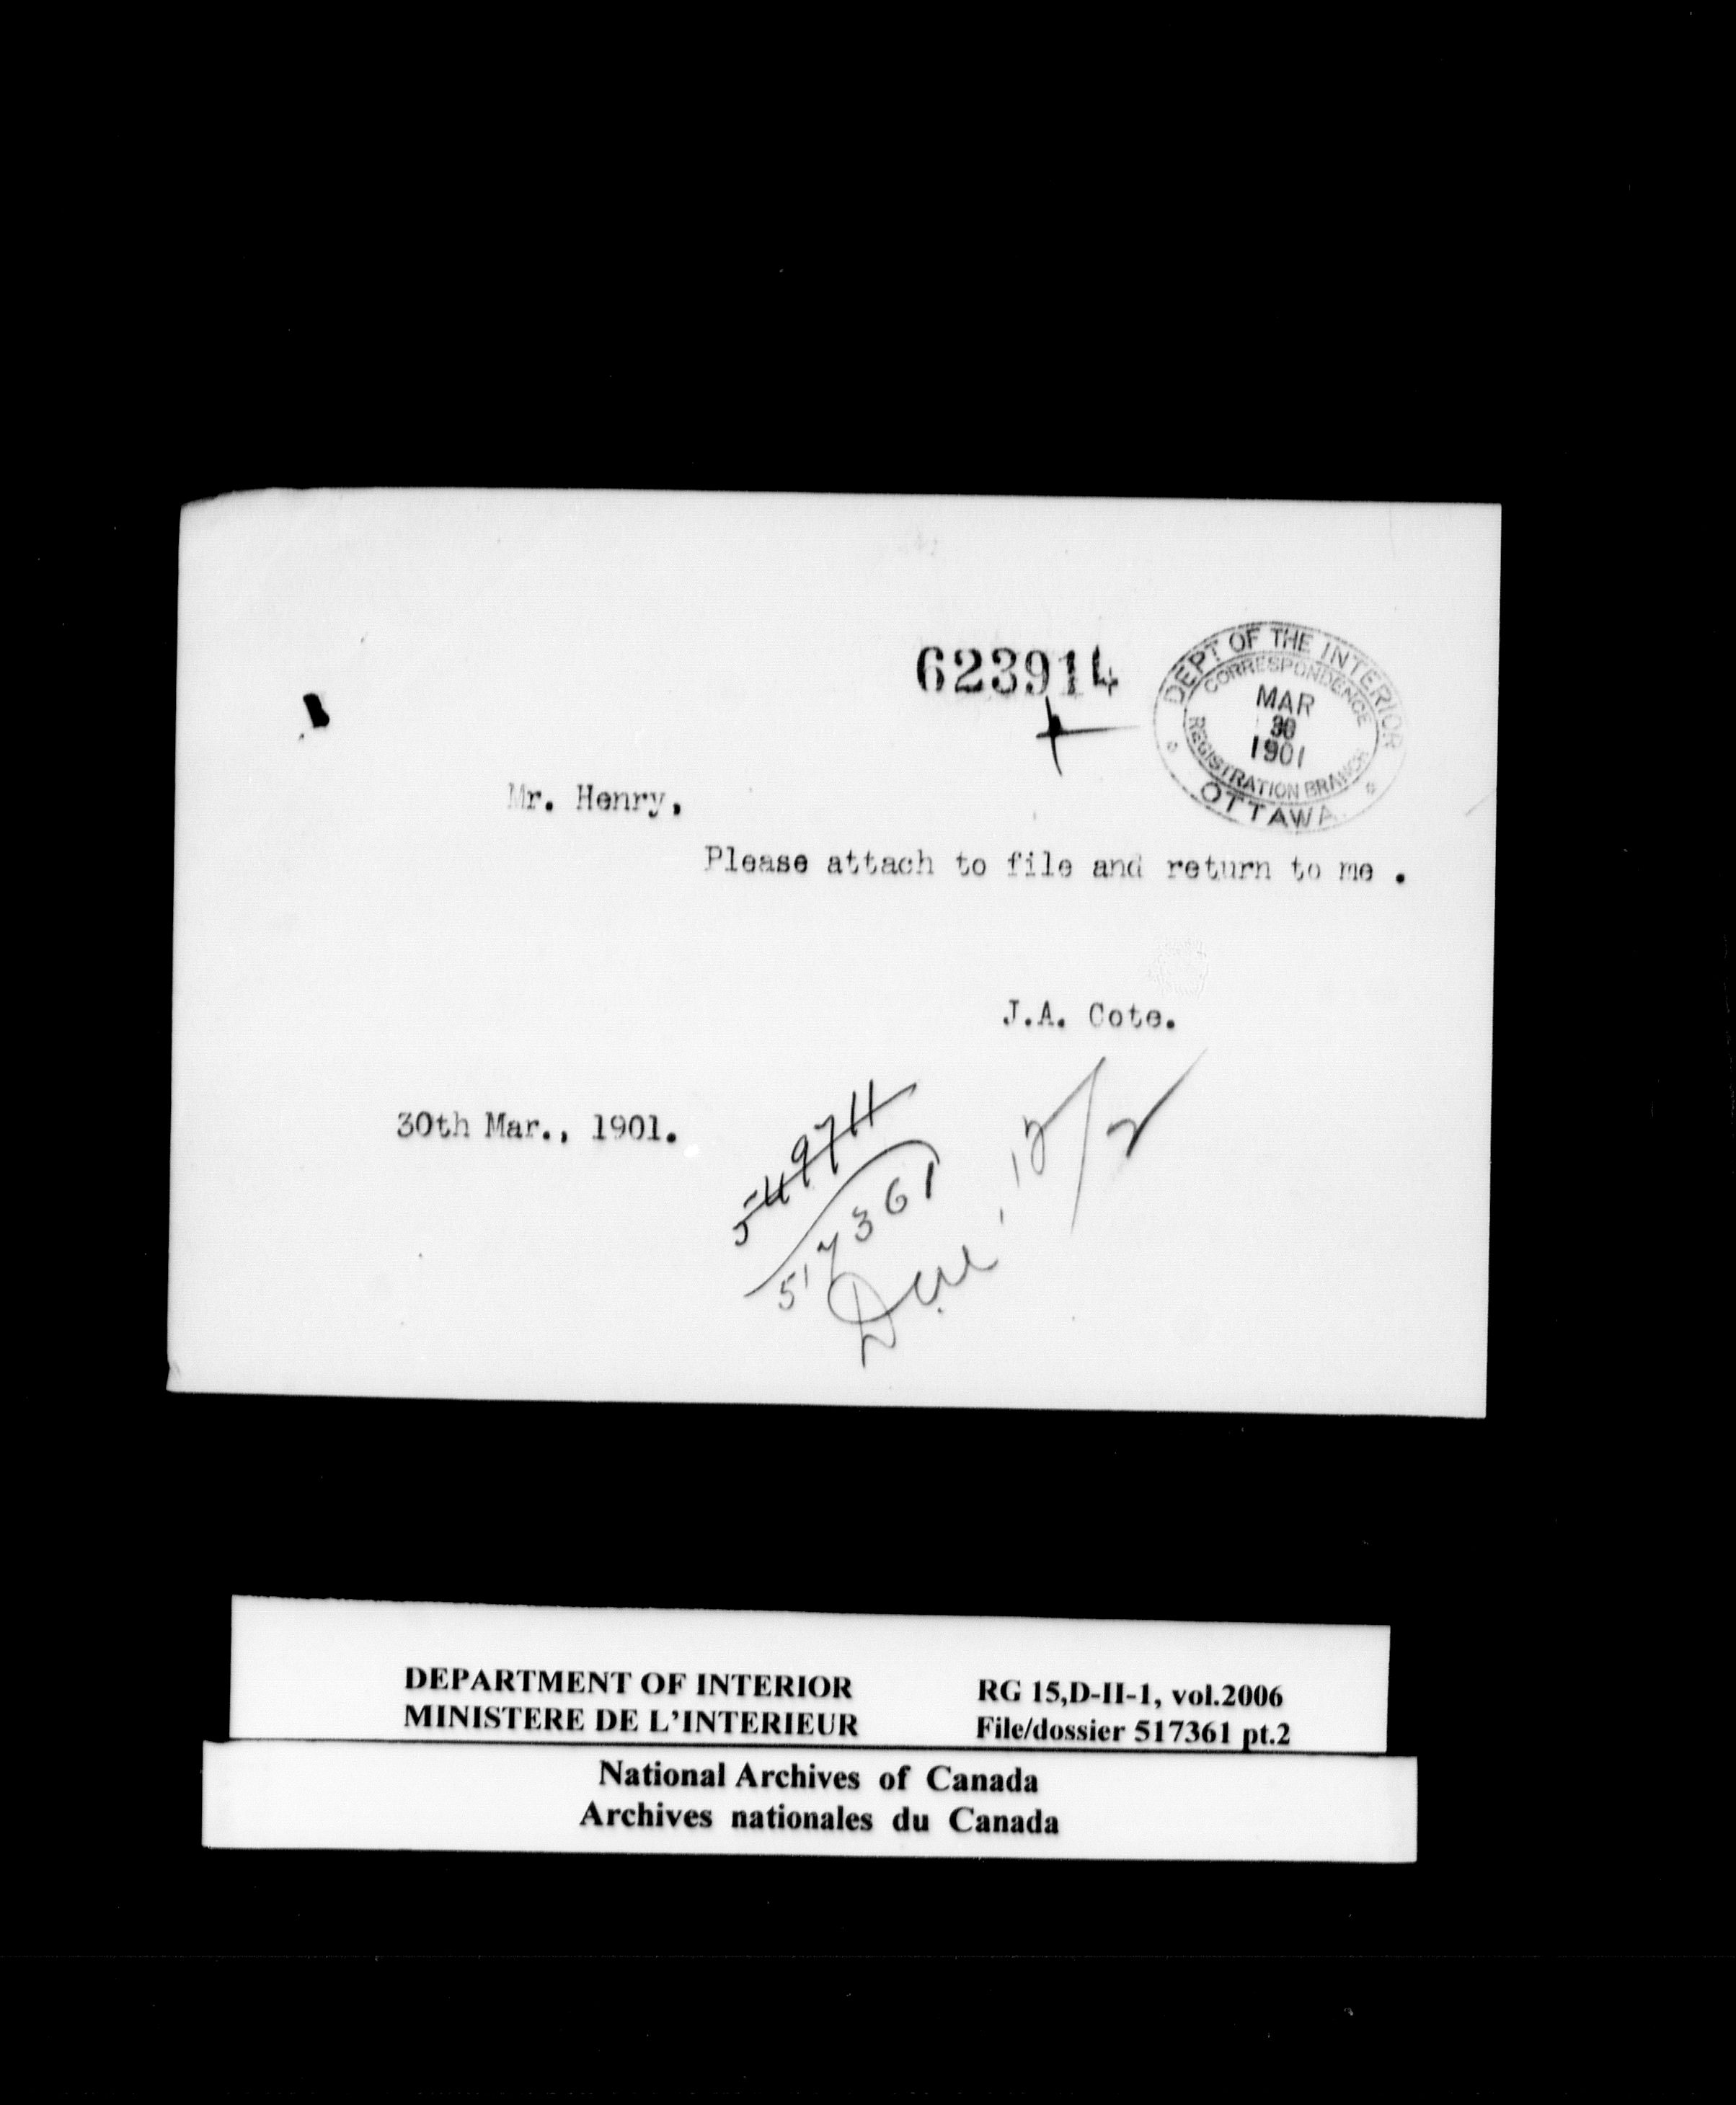 623914
DEPT OF THE INTERIOR
CORRESPONDENCE
MAR
30
1901
REGISTRATION BRANCH
OTTAWA.
Mr. Henry,
Please attach to file and return to me .
J.A. Cote.
30th Mar., 1901.
549711
517361
DEPARTMENT OF INTERIOR
MINISTERE DE L'INTERIEUR
RG 15,D-II-1, vol.2006
File/dossier 517361 pt.2
National Archives of Canada
Archives nationales du Canada